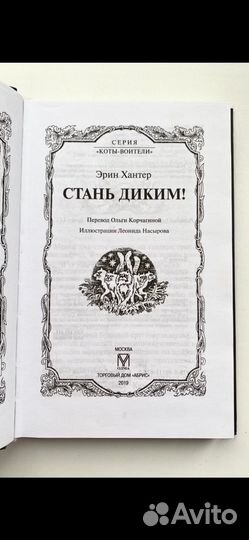 СЕРИЯ
«КОТЫ-ВОИТЕЛИ»
Эрин Хантер
СТАНЬ ДИКИМ!
Перевод Ольги Корчагиной
Иллюстрации Леонида Насырова
МОСКВА
ТОРГОВЫЙ ДОМ «АБРИС»
2019
Avito